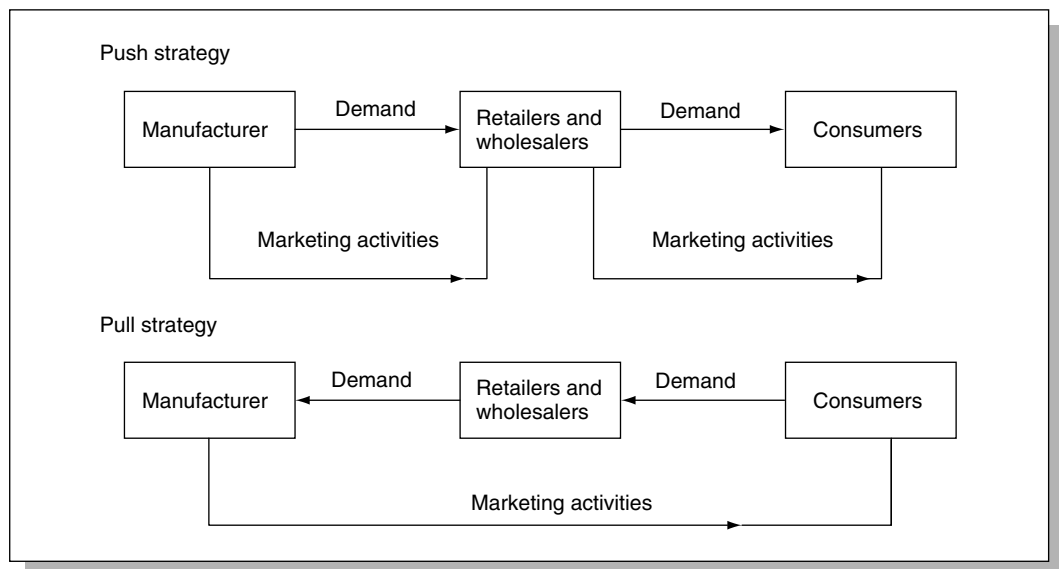 Push strategy
Manufacturer
Demand
Retailers and
wholesalers
Demand
Consumers
Marketing activities
Marketing activities
Pull strategy
Manufacturer
Demand
Retailers and
wholesalers
Demand
Consumers
Marketing activities